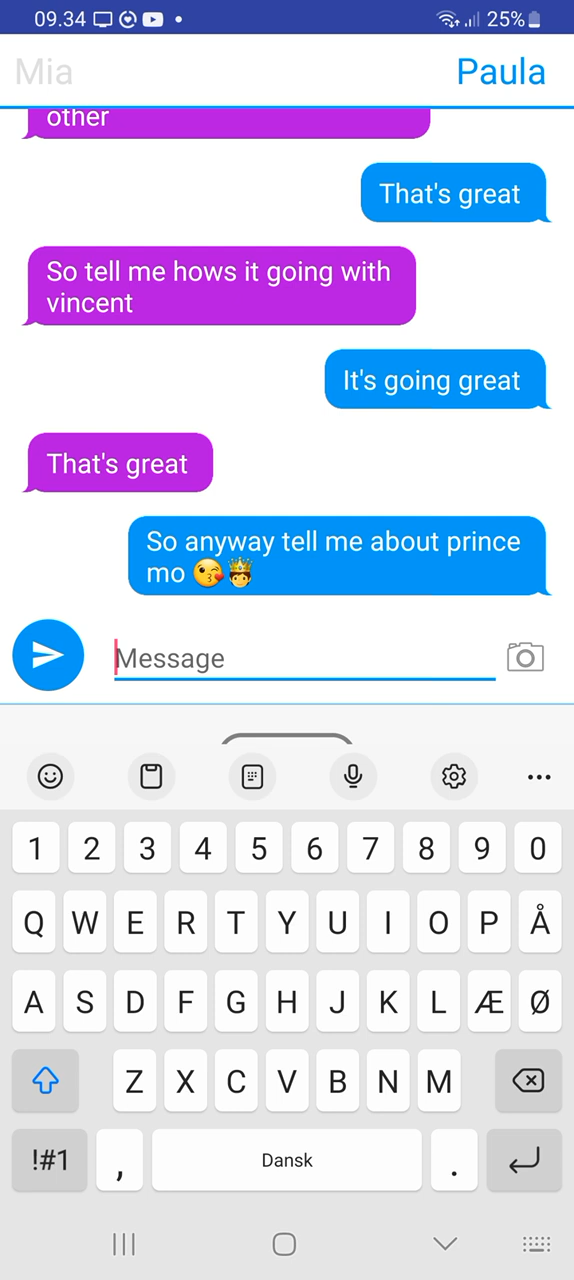 09.34 25%
Mia Paula
other
That's great
So tell me hows it going with
vincent
It's going great
That's great
So anyway tell me about prince
mo 😘🤴
Message
1 2 3 4 5 6 7 8 9 0
Q W E R T Y U I O P Å
A S D F G H J K L Æ Ø
Z X C V B N M
!#1 , Dansk .